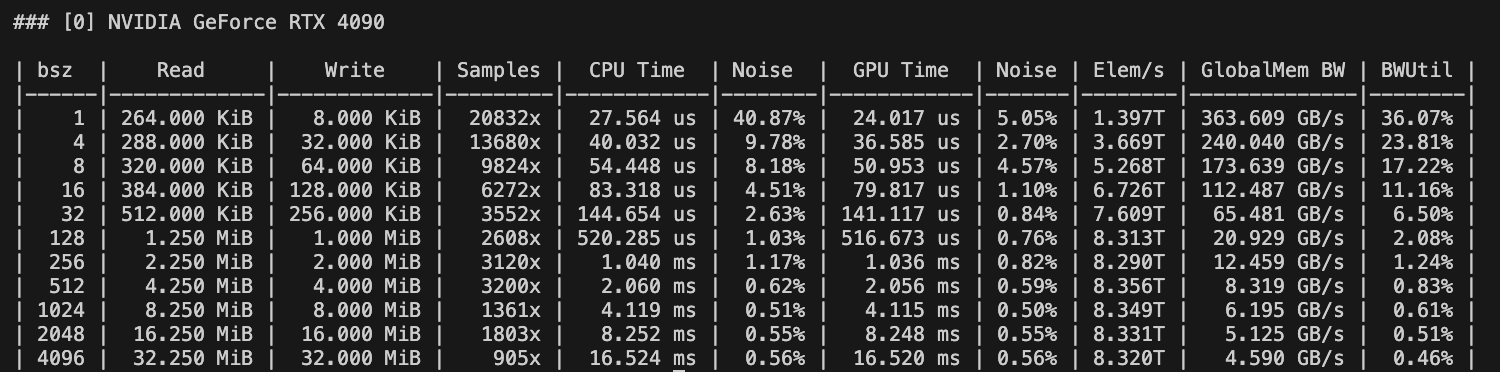 ### [0] NVIDIA GeForce RTX 4090
| bsz | Read | Write | Samples | CPU Time | Noise | GPU Time | Noise | Elem/s | GlobalMem BW | BWUtil |
|------|-------------|-------------|---------|------------|--------|------------|-------|--------|--------------|--------|
| 1 | 264.000 KiB | 8.000 KiB | 20832x | 27.564 us | 40.87% | 24.017 us | 5.05% | 1.397T | 363.609 GB/s | 36.07% |
| 4 | 288.000 KiB | 32.000 KiB | 13680x | 40.032 us | 9.78% | 36.585 us | 2.70% | 3.669T | 240.040 GB/s | 23.81% |
| 8 | 320.000 KiB | 64.000 KiB | 9824x | 54.448 us | 8.18% | 50.953 us | 4.57% | 5.268T | 173.639 GB/s | 17.22% |
| 16 | 384.000 KiB | 128.000 KiB | 6272x | 83.318 us | 4.51% | 79.817 us | 1.10% | 6.726T | 112.487 GB/s | 11.16% |
| 32 | 512.000 KiB | 256.000 KiB | 3552x | 144.654 us | 2.63% | 141.117 us | 0.84% | 7.609T | 65.481 GB/s | 6.50% |
| 128 | 1.250 MiB | 1.000 MiB | 2608x | 520.285 us | 1.03% | 516.673 us | 0.76% | 8.313T | 20.929 GB/s | 2.08% |
| 256 | 2.250 MiB | 2.000 MiB | 3120x | 1.040 ms | 1.17% | 1.036 ms | 0.82% | 8.290T | 12.459 GB/s | 1.24% |
| 512 | 4.250 MiB | 4.000 MiB | 3200x | 2.060 ms | 0.62% | 2.056 ms | 0.59% | 8.356T | 8.319 GB/s | 0.83% |
| 1024 | 8.250 MiB | 8.000 MiB | 1361x | 4.119 ms | 0.51% | 4.115 ms | 0.50% | 8.349T | 6.195 GB/s | 0.61% |
| 2048 | 16.250 MiB | 16.000 MiB | 1803x | 8.252 ms | 0.55% | 8.248 ms | 0.55% | 8.331T | 5.125 GB/s | 0.51% |
| 4096 | 32.250 MiB | 32.000 MiB | 905x | 16.524 ms | 0.56% | 16.520 ms | 0.56% | 8.320T | 4.590 GB/s | 0.46% |